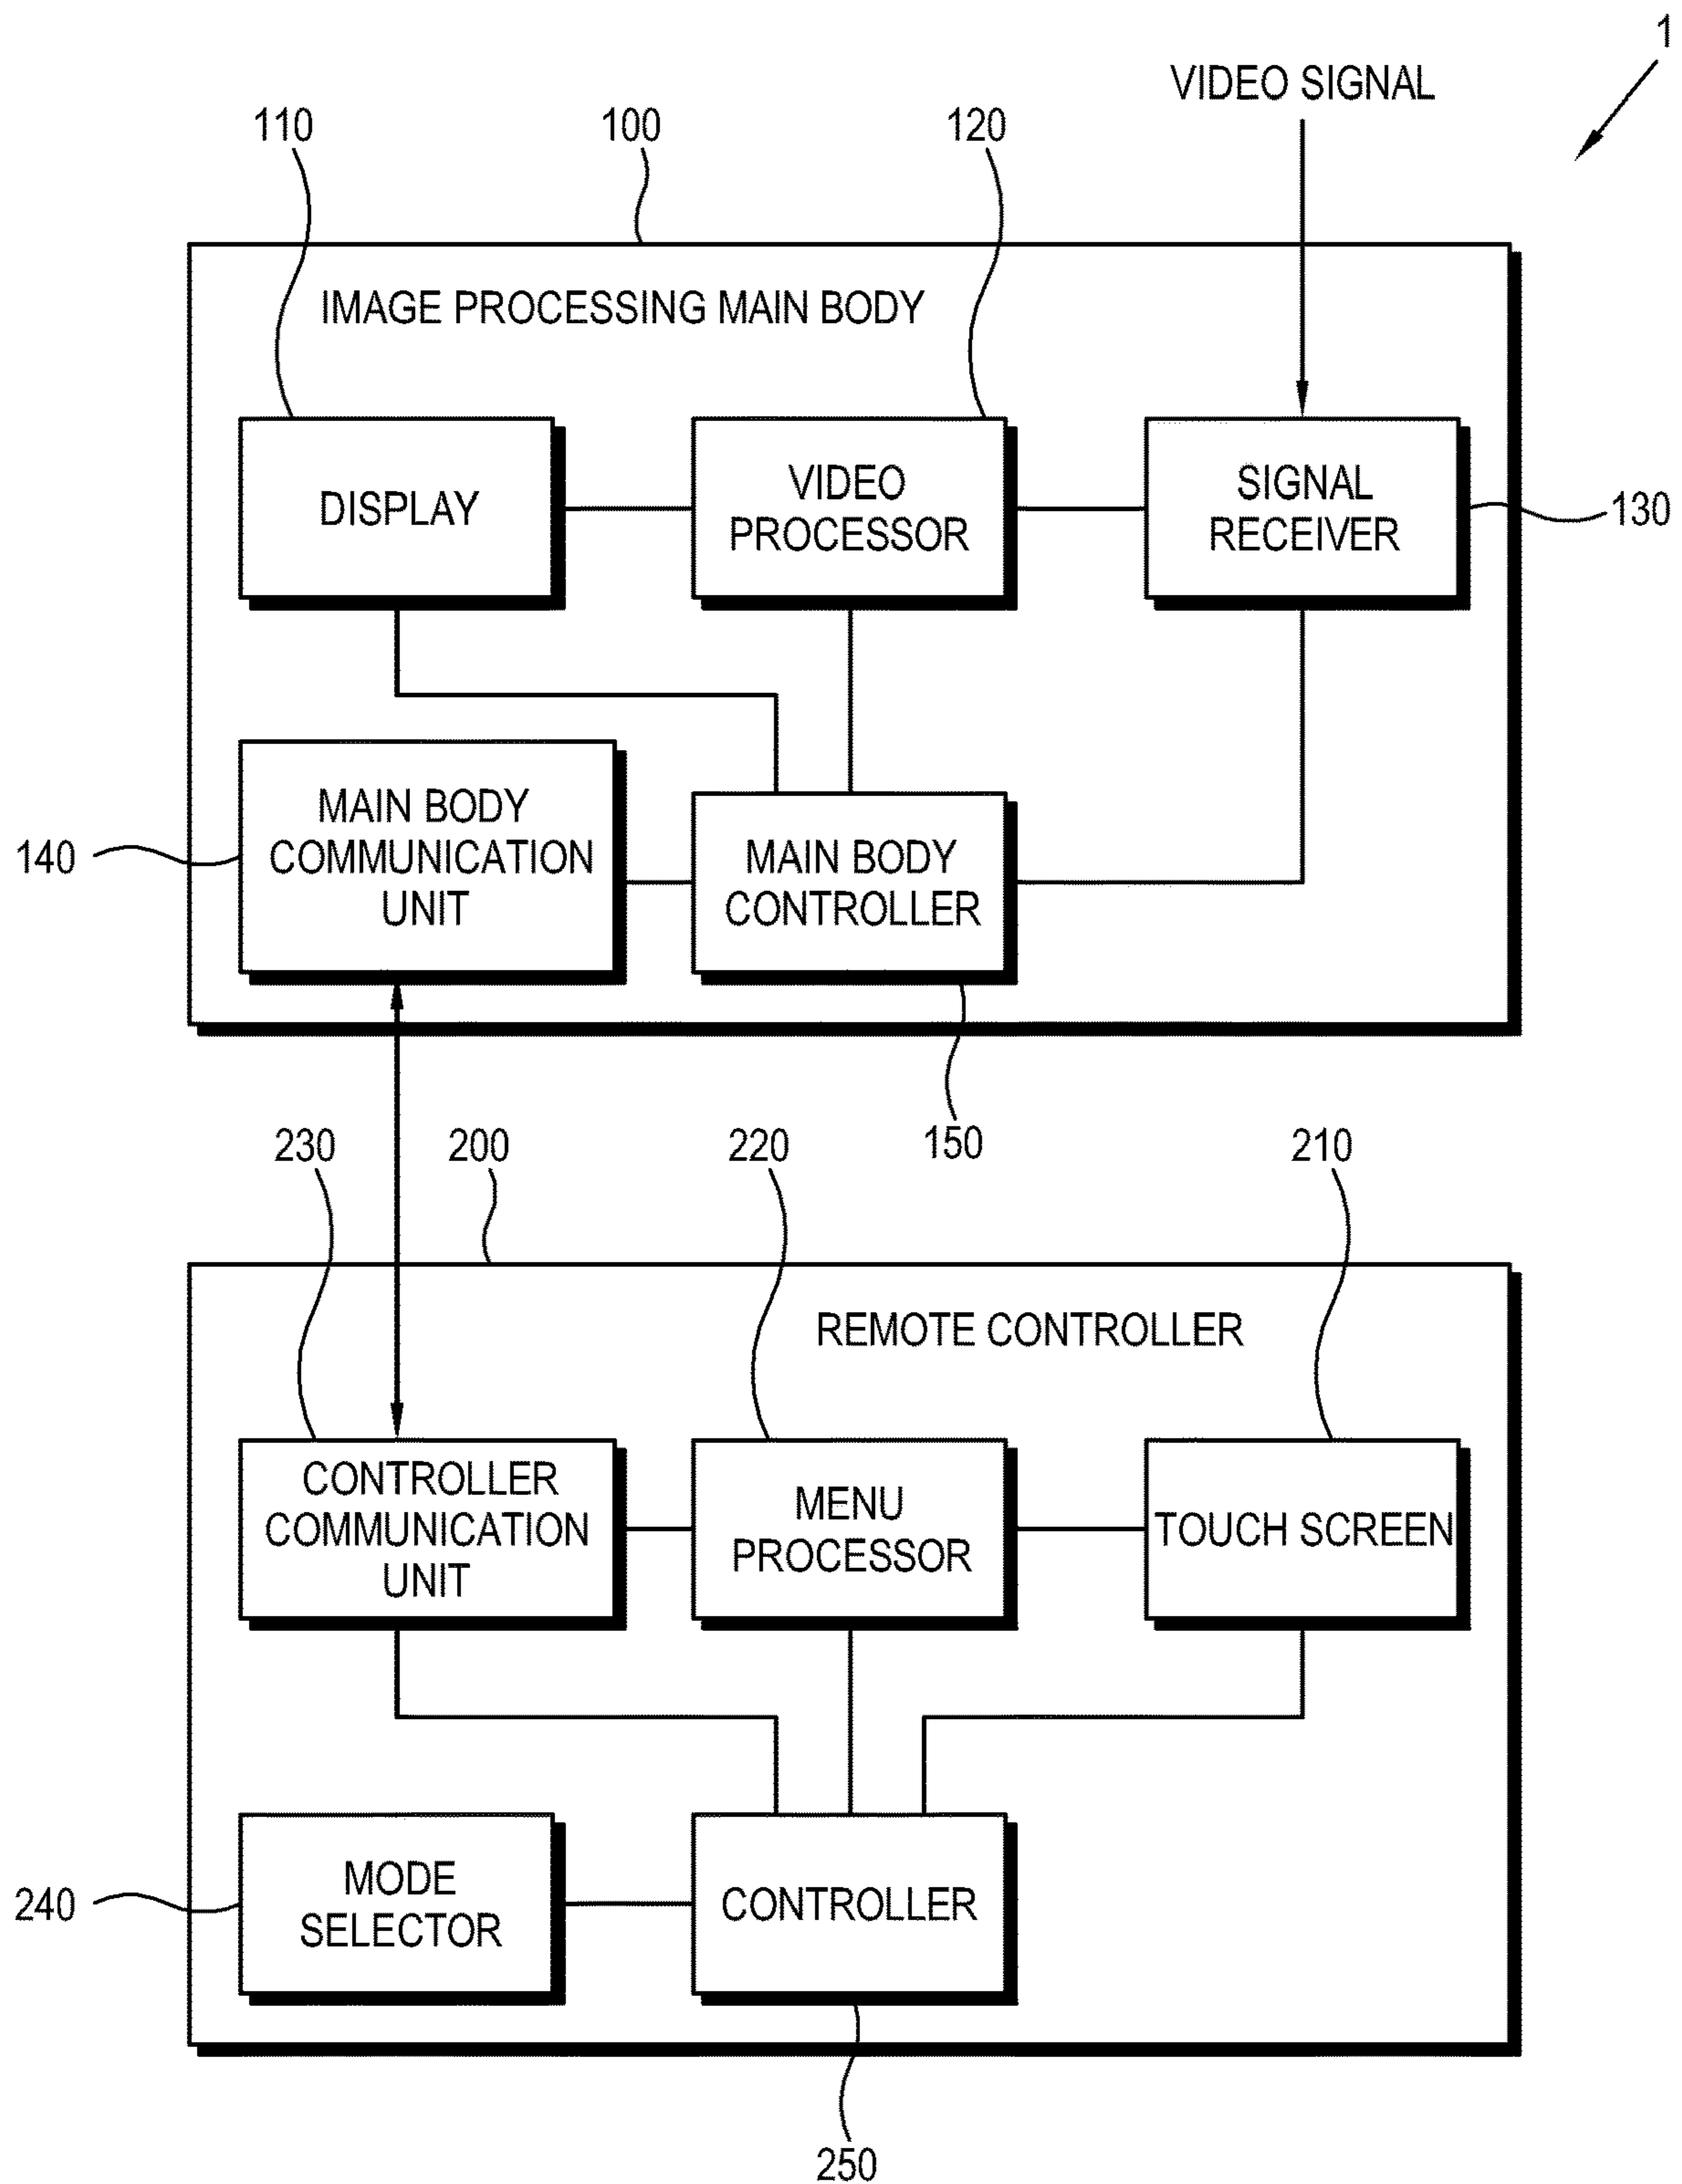 1
VIDEO SIGNAL
110
100
120
IMAGE PROCESSING MAIN BODY
DISPLAY
VIDEO
PROCESSOR
SIGNAL
RECEIVER
130
MAIN BODY
COMMUNICATION
UNIT
140
MAIN BODY
CONTROLLER
150
230
200
220
210
REMOTE CONTROLLER
CONTROLLER
COMMUNICATION
UNIT
MENU
PROCESSOR
TOUCH SCREEN
240
MODE
SELECTOR
CONTROLLER
250